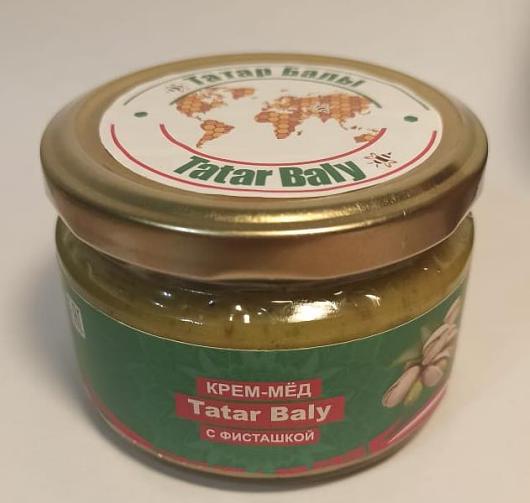 Татар Балы
Tatar Baly
КРЕМ-МЁД
Tatar Baly
С ФИСТАШКОЙ